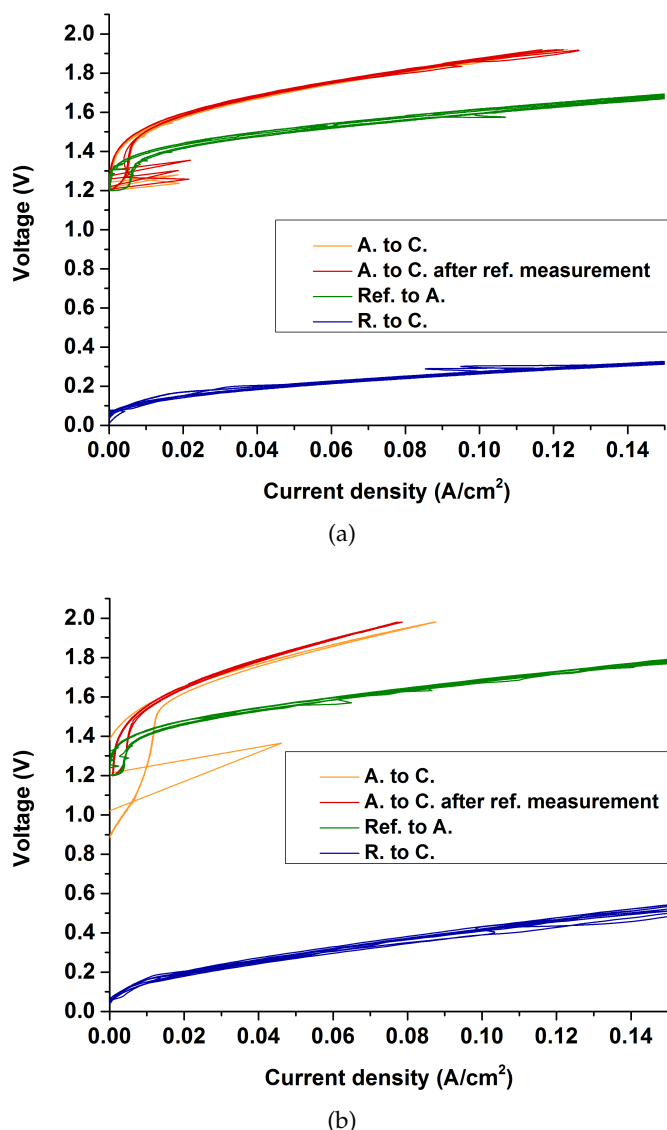 2.0
1.8
1.6
1.4
1.2
1.0
0.8
0.6
0.4
0.2
0.0
Voltage (V)
A. to C.
A. to C. after ref. measurement
Ref. to A.
R. to C.
0.00 0.02 0.04 0.06 0.08 0.10 0.12 0.14
Current density (A/cm²)
(a)
2.0
1.8
1.6
1.4
1.2
1.0
0.8
0.6
0.4
0.2
0.0
Voltage (V)
A. to C.
A. to C. after ref. measurement
Ref. to A.
R. to C.
0.00 0.02 0.04 0.06 0.08 0.10 0.12 0.14
Current density (A/cm²)
(b)